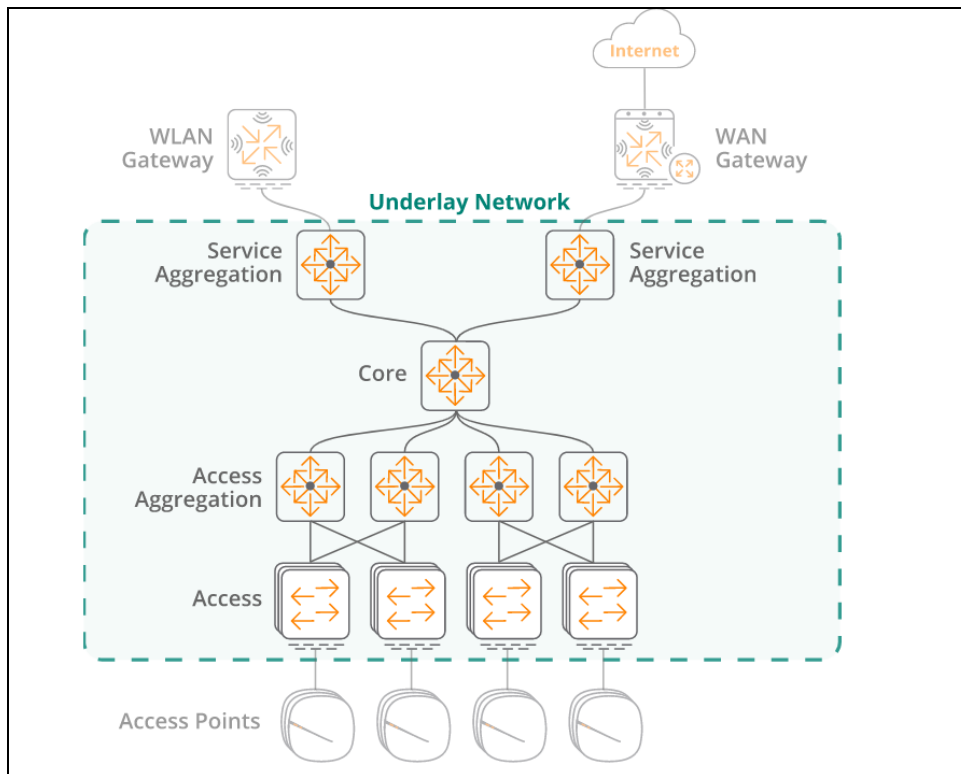 Internet
WLAN
Gateway
WAN
Gateway
Underlay Network
Service
Aggregation
Service
Aggregation
Core
Access
Aggregation
Access
Access Points